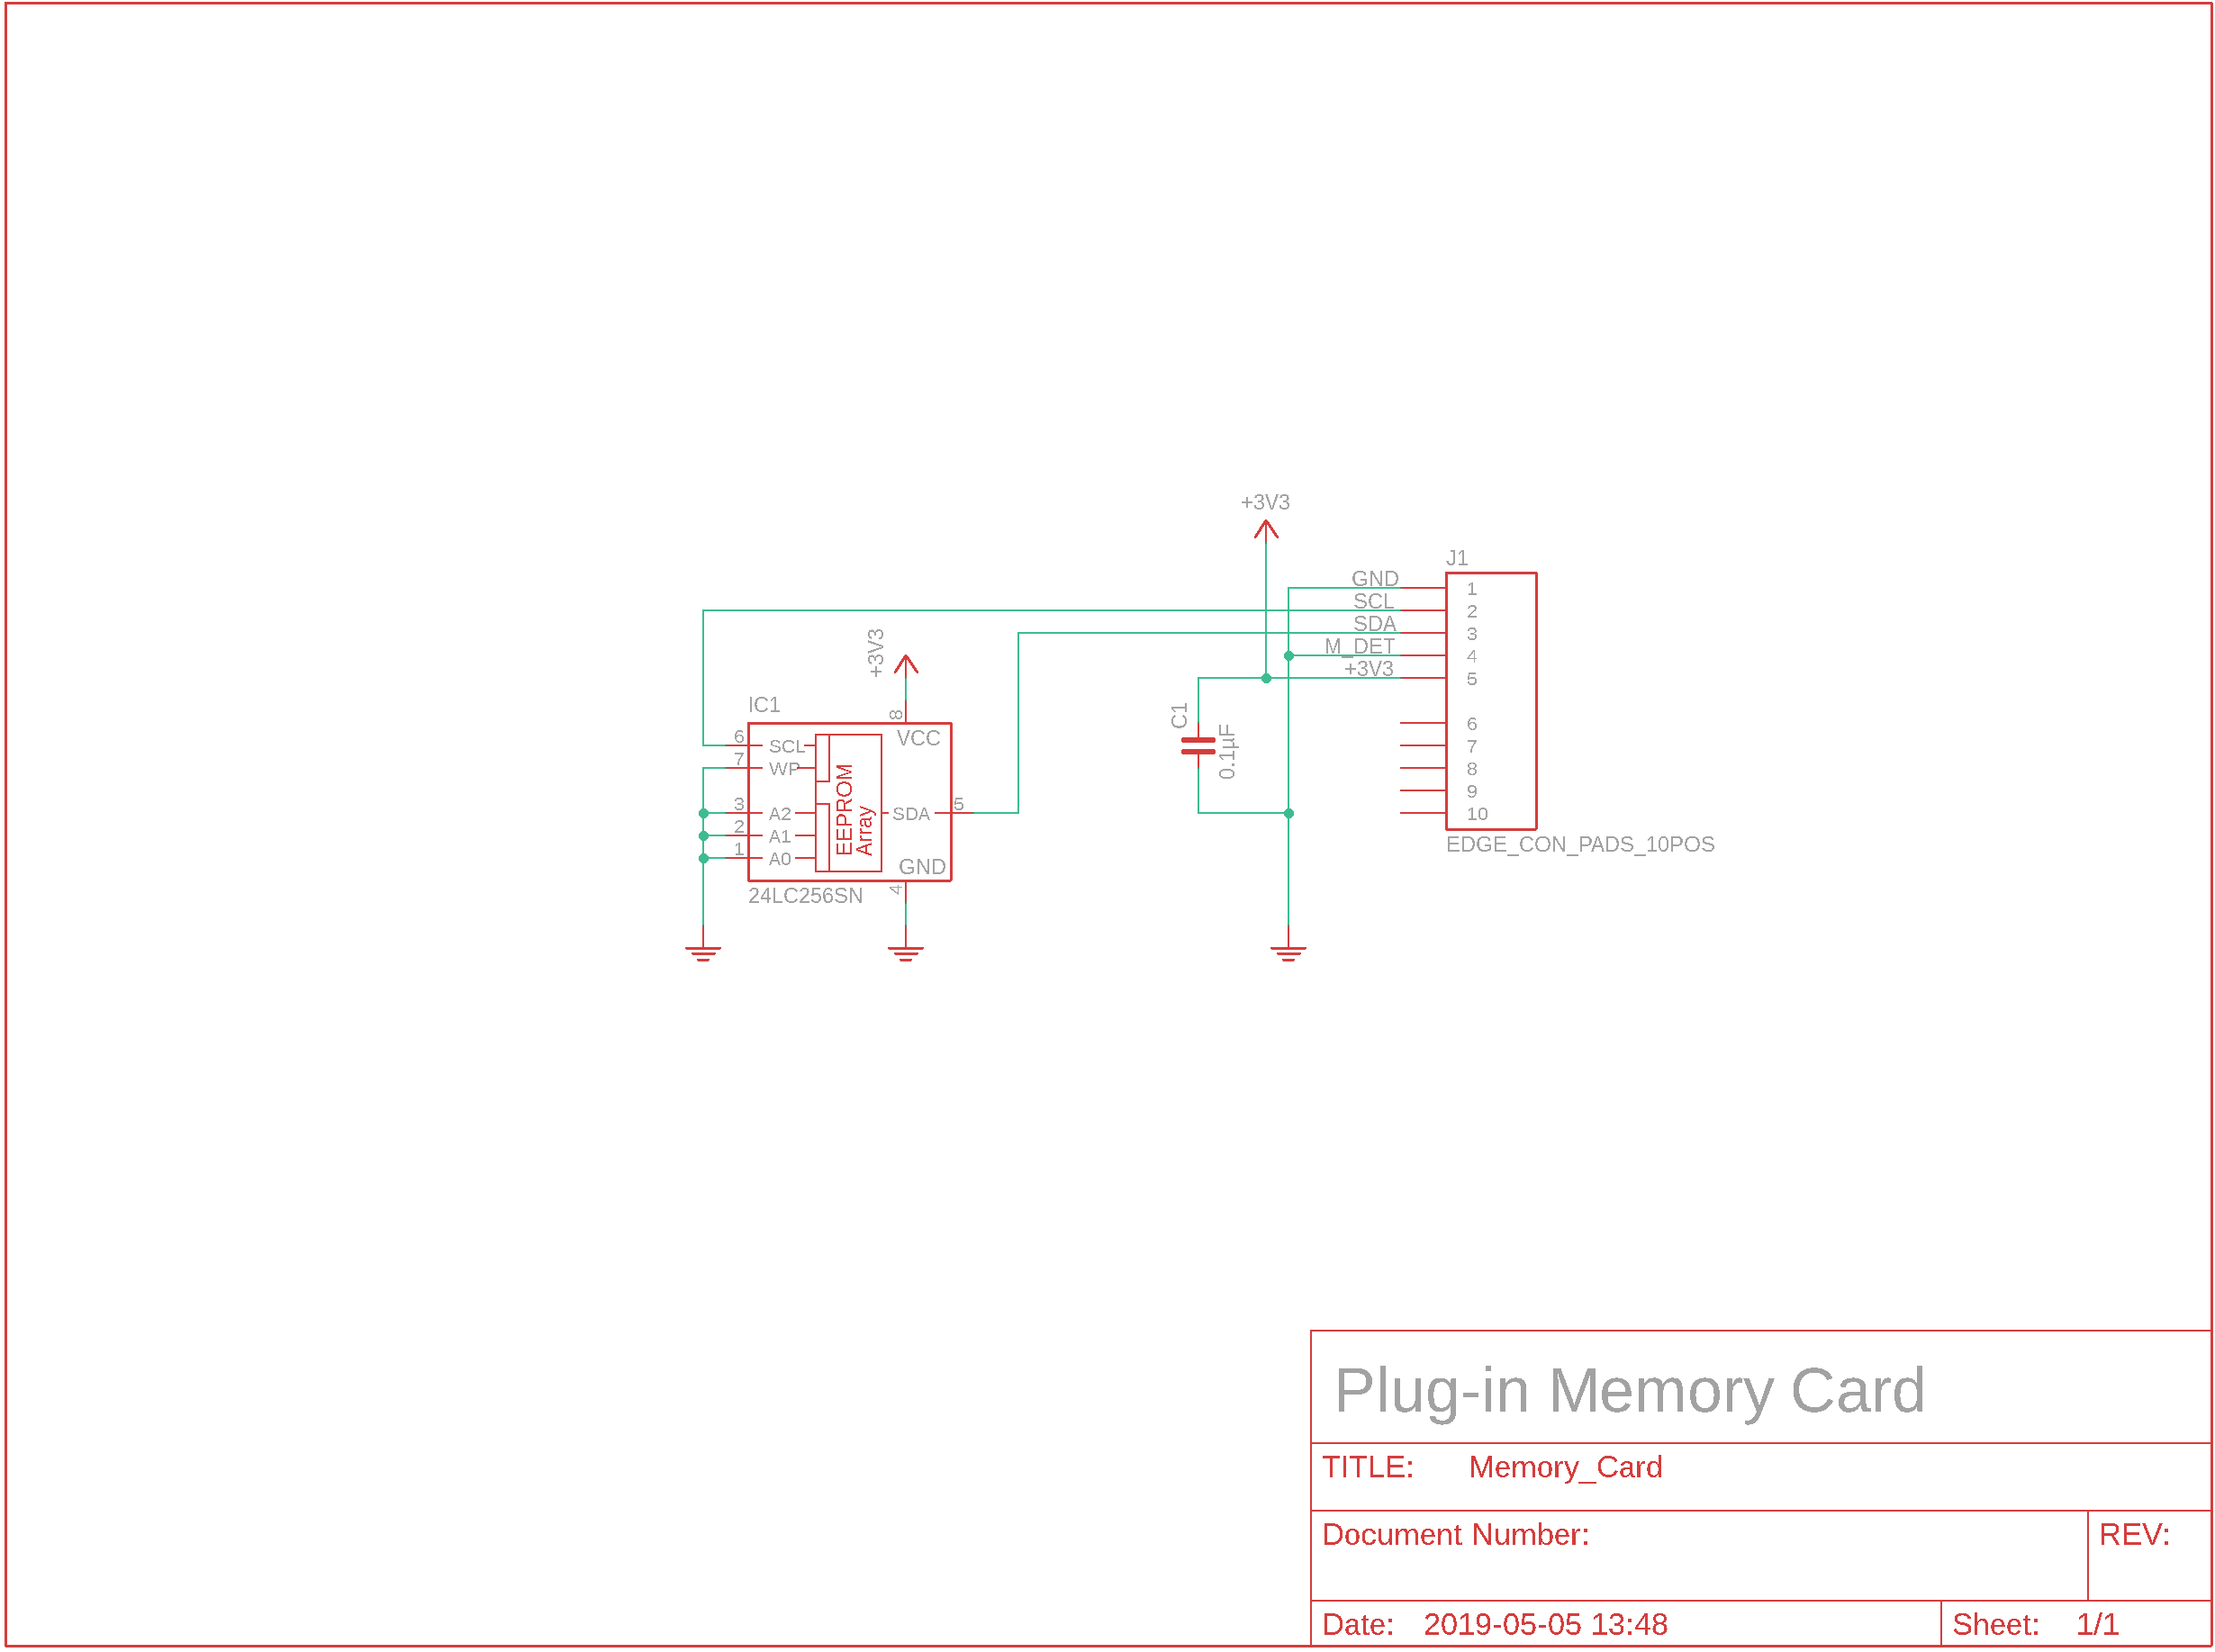 +3V3
J1
GND
1
SCL
2
SDA
3
M_DET
4
+3V3
5
6
7
8
9
10
EDGE_CON_PADS_10POS
C1
0.1µF
+3V3
IC1
8
VCC
6 SCL
7 WP
3 A2
2 A1
1 A0
EEPROM
Array
SDA 5
GND
4
24LC256SN
Plug-in Memory Card
TITLE: Memory_Card
Document Number:
REV:
Date: 2019-05-05 13:48
Sheet: 1/1